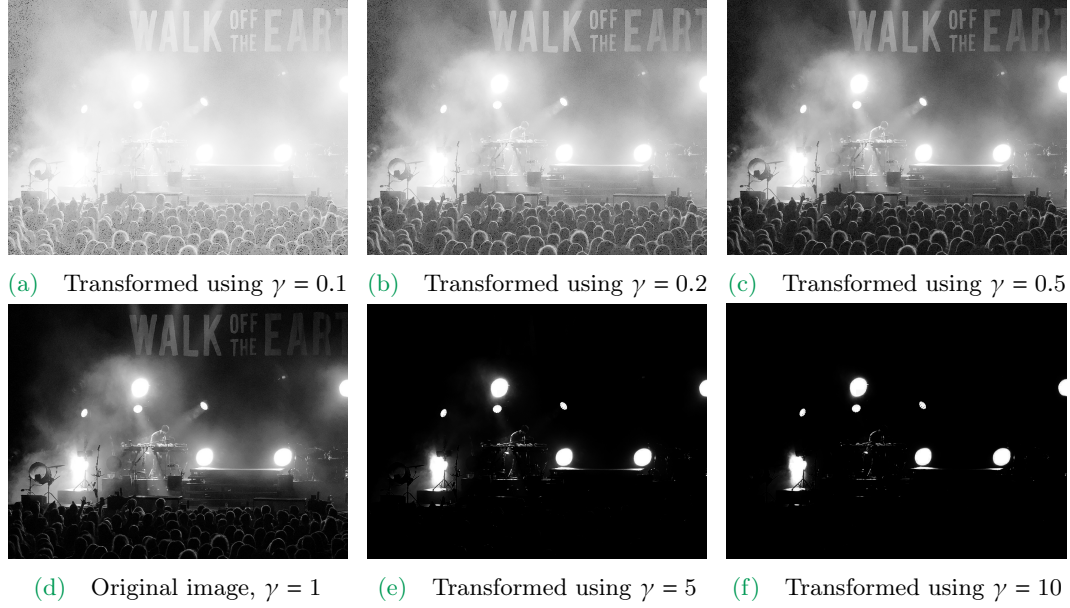 WALK OFF THE EART
WALK OFF THE EART
WALK OFF THE EART
(a) Transformed using γ = 0.1
(b) Transformed using γ = 0.2
(c) Transformed using γ = 0.5
WALK OFF THE EART
(d) Original image, γ = 1
(e) Transformed using γ = 5
(f) Transformed using γ = 10